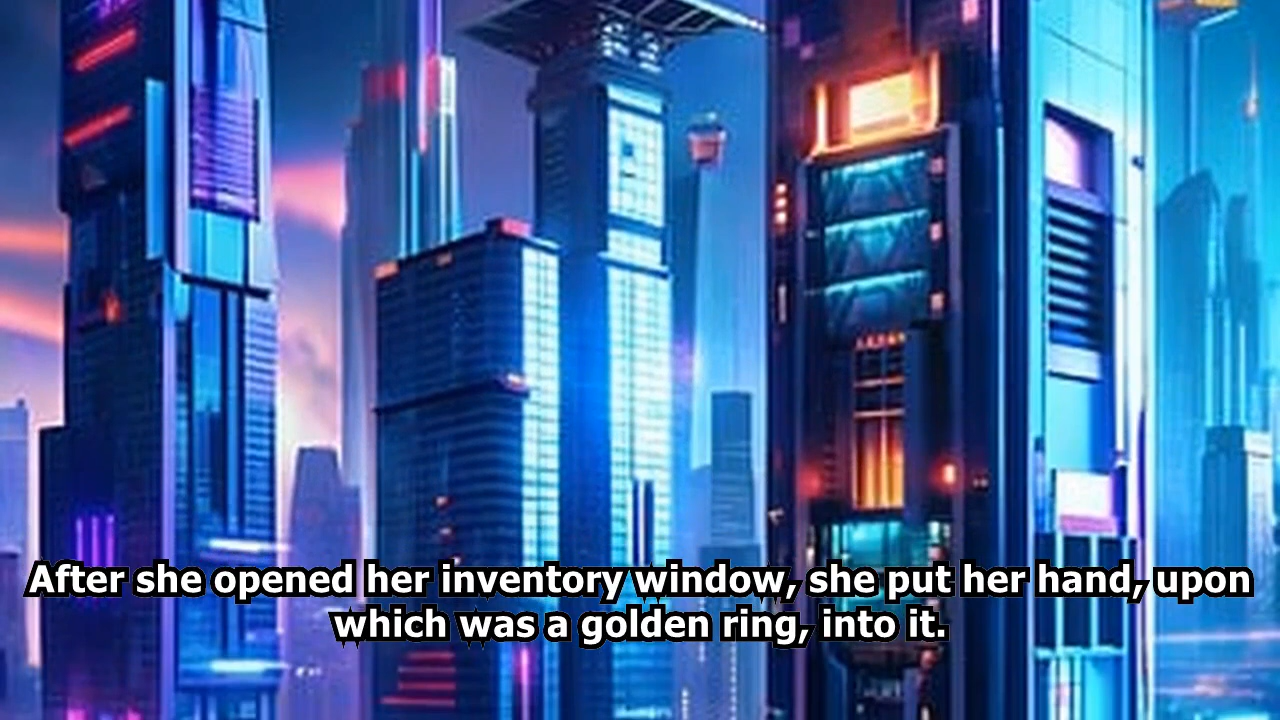 After she opened her inventory window, she put her hand, upon
which was a golden ring, into it.